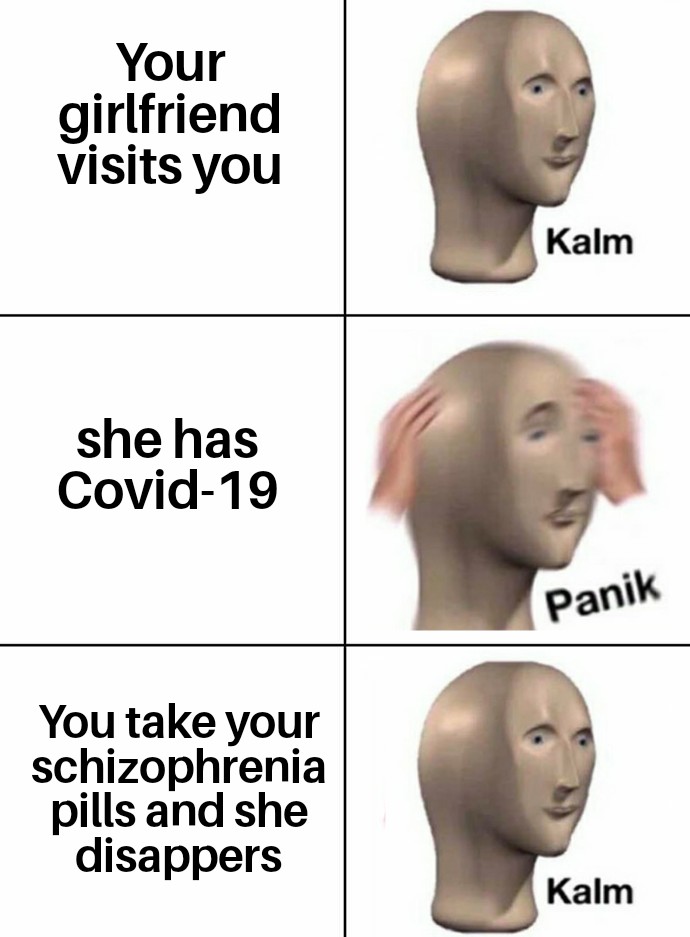 Your
girlfriend
visits you
Kalm
she has
Covid-19
Panik
You take your
schizophrenia
pills and she
disappers
Kalm